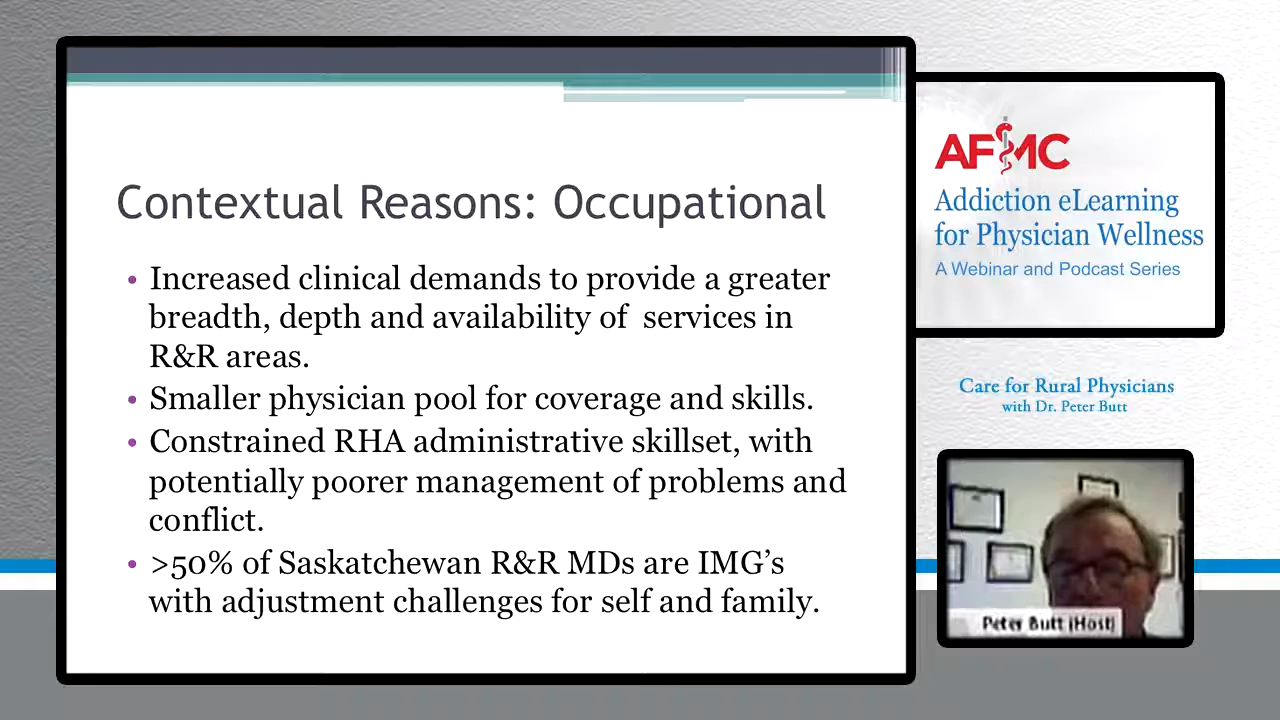 Contextual Reasons: Occupational
• Increased clinical demands to provide a greater
breadth, depth and availability of services in
R&R areas.
• Smaller physician pool for coverage and skills.
• Constrained RHA administrative skillset, with
potentially poorer management of problems and
conflict.
• >50% of Saskatchewan R&R MDs are IMG's
with adjustment challenges for self and family.
AFMC
Addiction eLearning
for Physician Wellness
A Webinar and Podcast Series
Care for Rural Physicians
with Dr. Peter Butt
Peter Butt (Host)